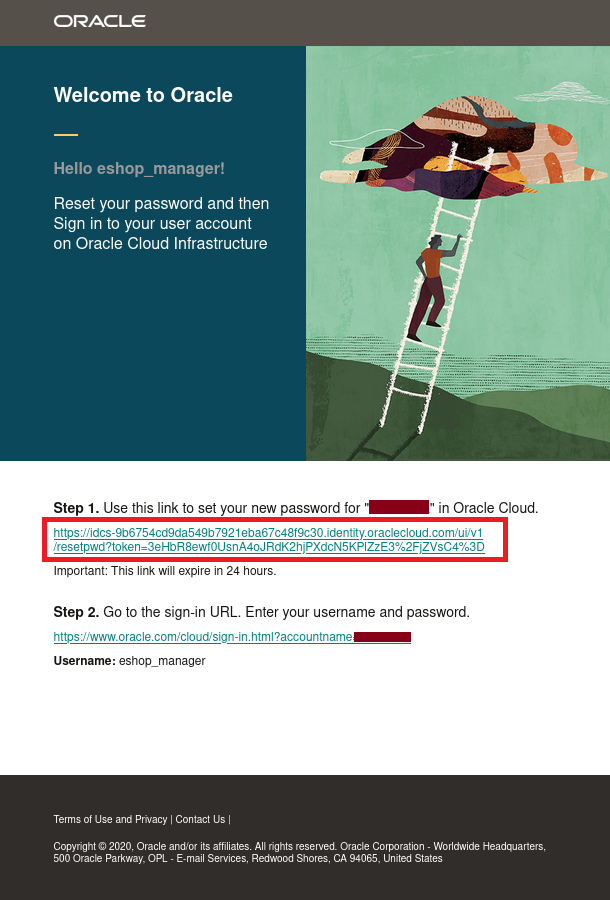 ORACLE
Welcome to Oracle
Hello eshop_manager!
Reset your password and then
Sign in to your user account
on Oracle Cloud Infrastructure
Step 1. Use this link to set your new password for "" in Oracle Cloud.
https://idcs-9b6754cd9da549b7921eba67c48f9c30.identity.oraclecloud.com/ui/v1
/resetpwd?token=3eHbR8ewf0UsnA4oJRdK2hjPXdcN5KPlZzE3%2FjZVsC4%3D
Important: This link will expire in 24 hours.
Step 2. Go to the sign-in URL. Enter your username and password.
https://www.oracle.com/cloud/sign-in.html?accountname
Username: eshop_manager
Terms of Use and Privacy | Contact Us |
Copyright © 2020, Oracle and/or its affiliates. All rights reserved. Oracle Corporation - Worldwide Headquarters,
500 Oracle Parkway, OPL - E-mail Services, Redwood Shores, CA 94065, United States